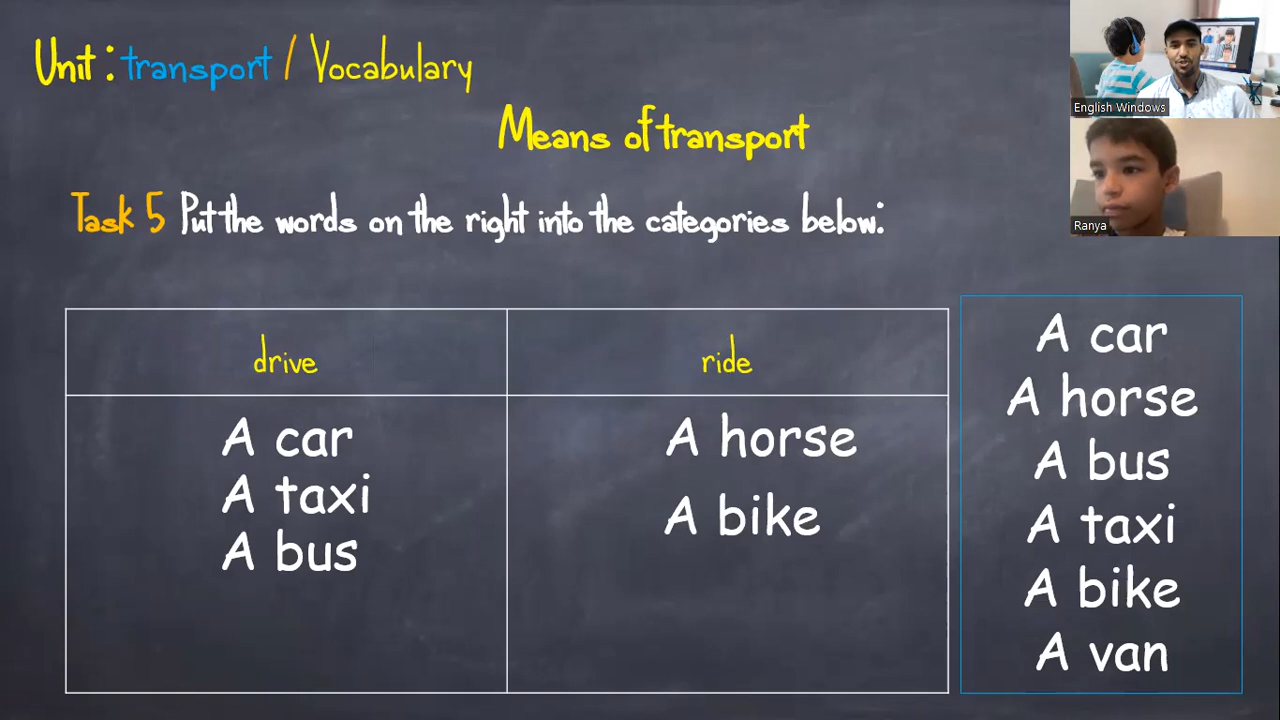 Unit : transport / Vocabulary
Means of transport
Task 5 Put the words on the right into the categories below:
drive
ride
A car
A taxi
A bus
A horse
A bike
A car
A horse
A bus
A taxi
A bike
A van
English Windows
Ranya